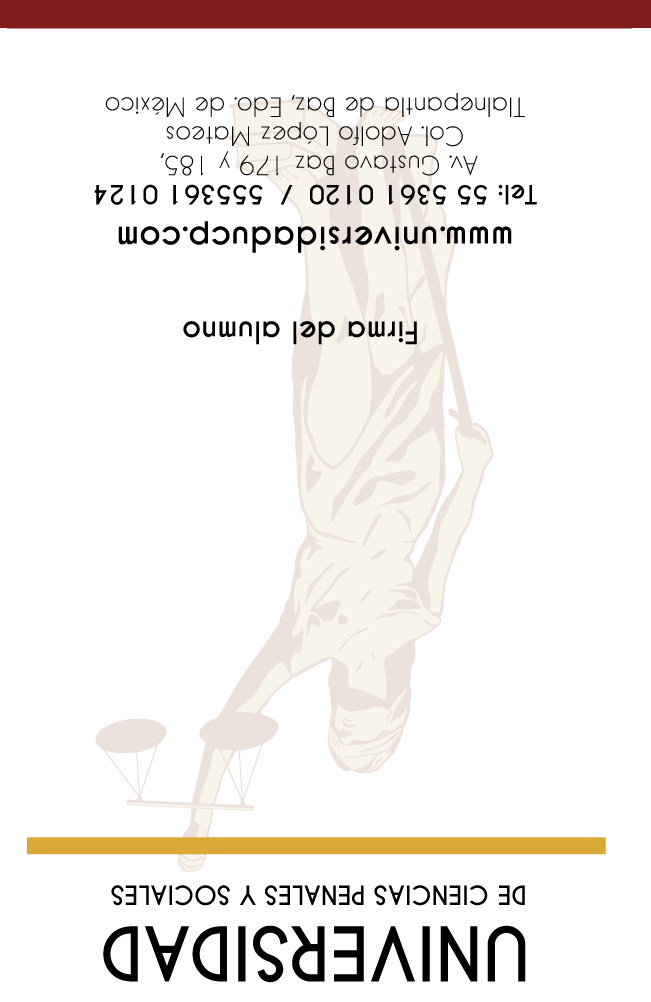 UNIVERSIDAD
DE CIENCIAS PENALES Y SOCIALES
Firma del alumno
www.universidaducp.com
Tel: 55 5361 0120 / 555361 0124
Av. Gustavo Baz 179 y 185,
Col. Adolfo López Mateos
Tlalnepantla de Baz, Edo. de México